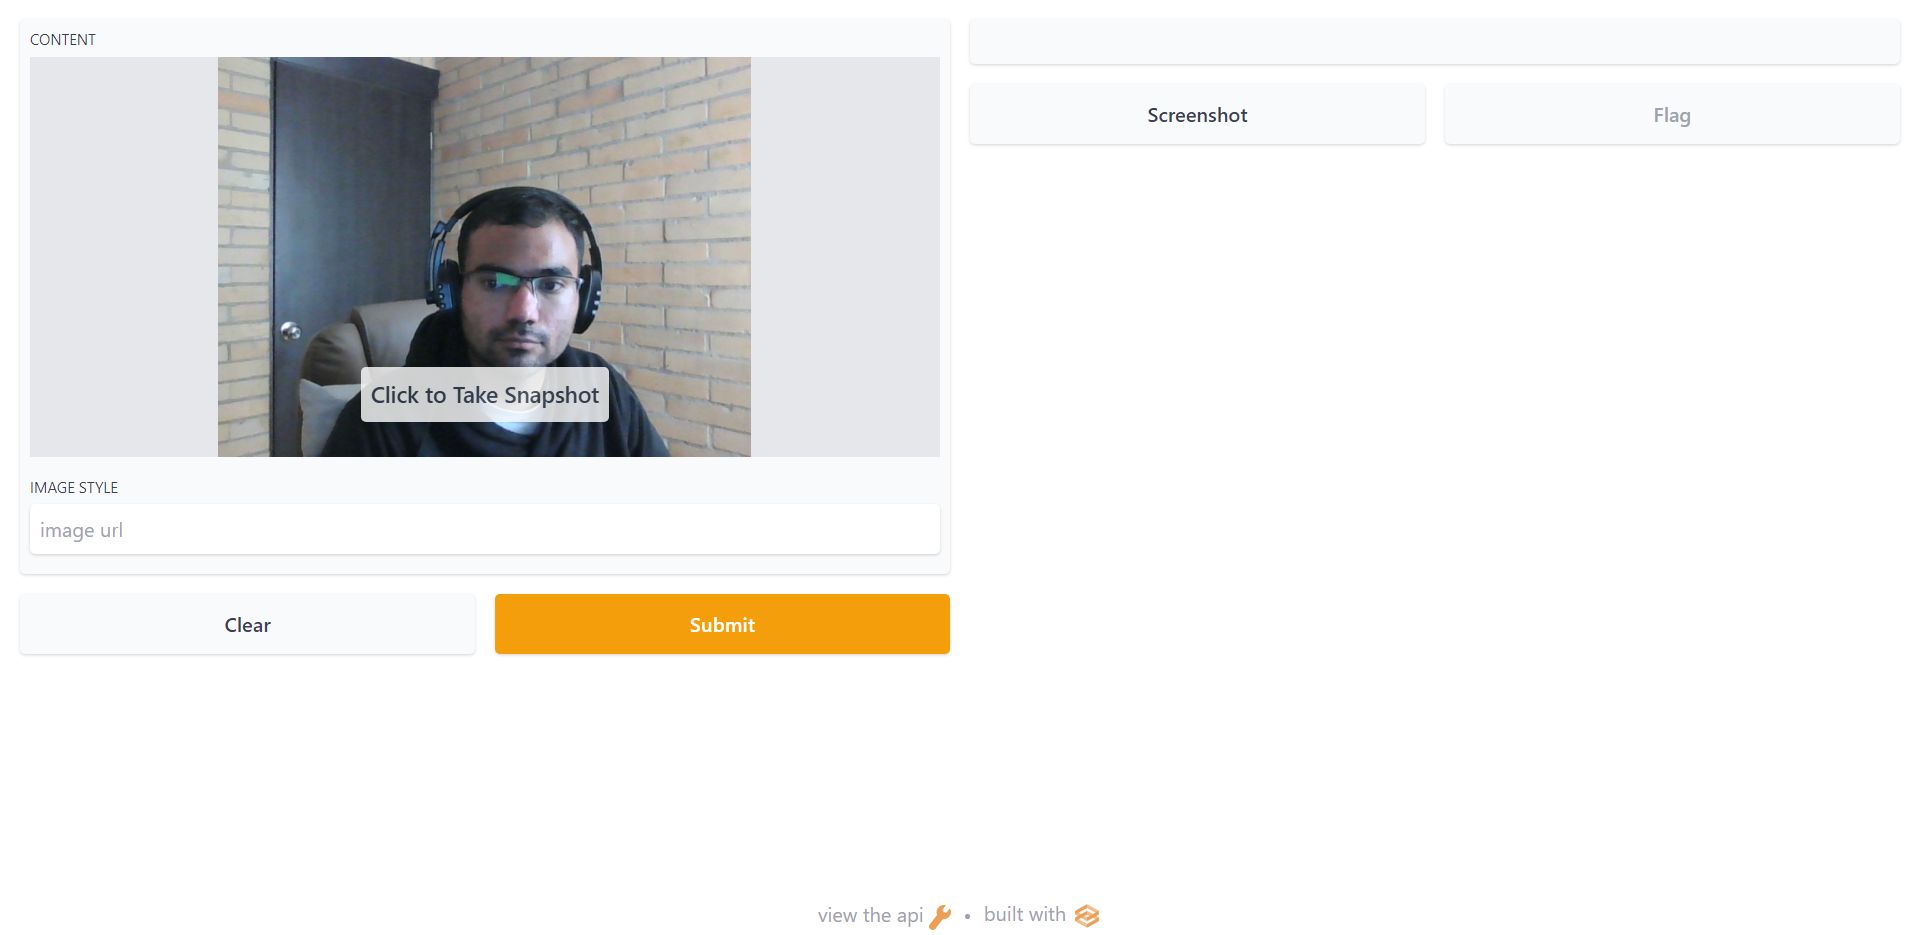 CONTENT
Click to Take Snapshot
IMAGE STYLE
image url
Clear
Submit
Screenshot
Flag
view the api • built with